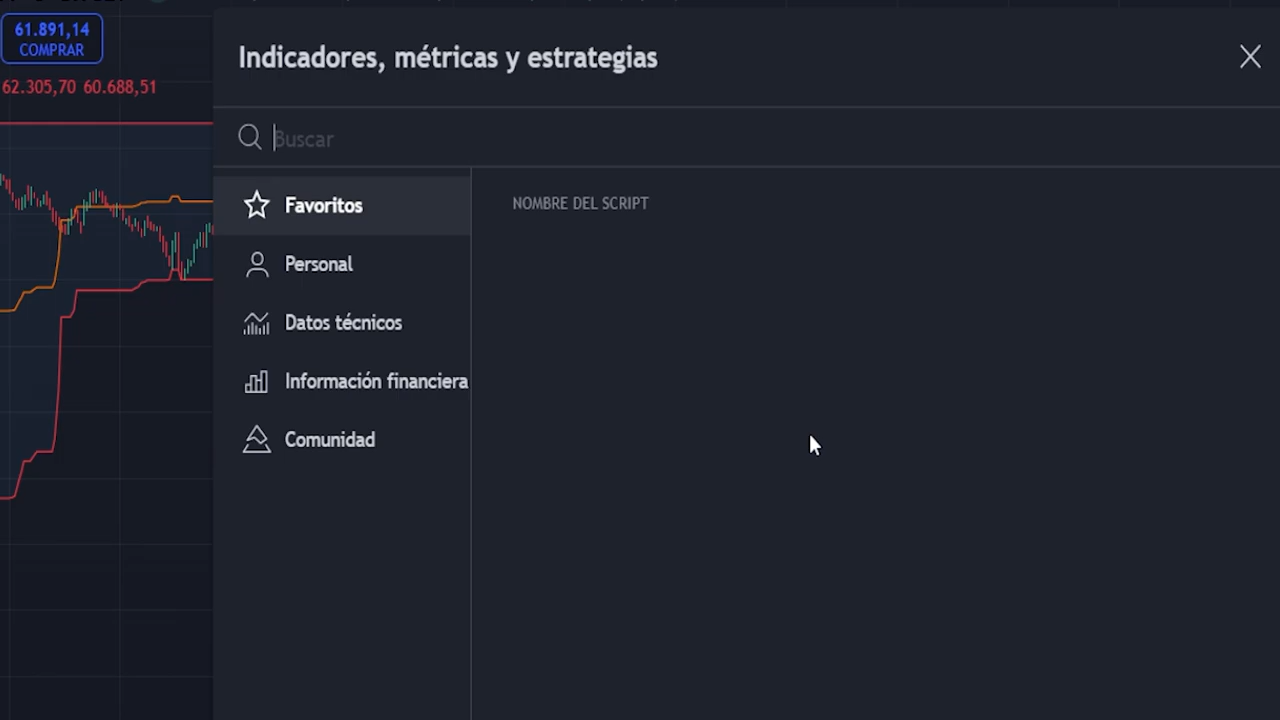 61.891,14
COMPRAR
62.305,70 60.688,51
Indicadores, métricas y estrategias
Buscar
Favoritos
NOMBRE DEL SCRIPT
Personal
Datos técnicos
Información financiera
Comunidad